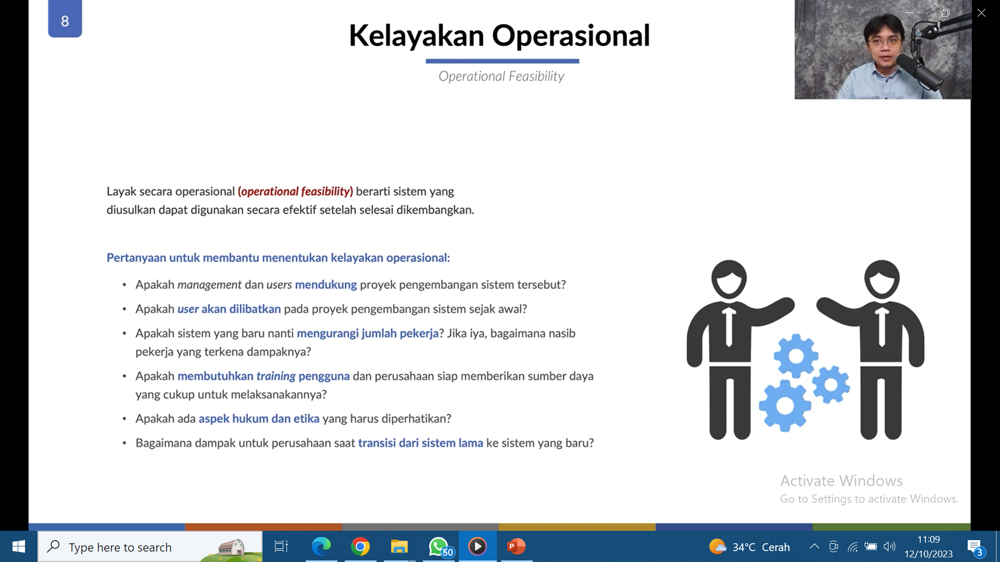 8
Kelayakan Operasional
Operational Feasibility
Layak secara operasional (operational feasibility) berarti sistem yang
diusulkan dapat digunakan secara efektif setelah selesai dikembangkan.
Pertanyaan untuk membantu menentukan kelayakan operasional:
• Apakah management dan users mendukung proyek pengembangan sistem tersebut?
• Apakah user akan dilibatkan pada proyek pengembangan sistem sejak awal?
• Apakah sistem yang baru nanti mengurangi jumlah pekerja? Jika iya, bagaimana nasib
pekerja yang terkena dampaknya?
• Apakah membutuhkan training pengguna dan perusahaan siap memberikan sumber daya
yang cukup untuk melaksanakannya?
• Apakah ada aspek hukum dan etika yang harus diperhatikan?
• Bagaimana dampak untuk perusahaan saat transisi dari sistem lama ke sistem yang baru?
Activate Windows
Go to Settings to activate Windows.
Type here to search
50
P
34°C Cerah
11:09
12/10/2023
3